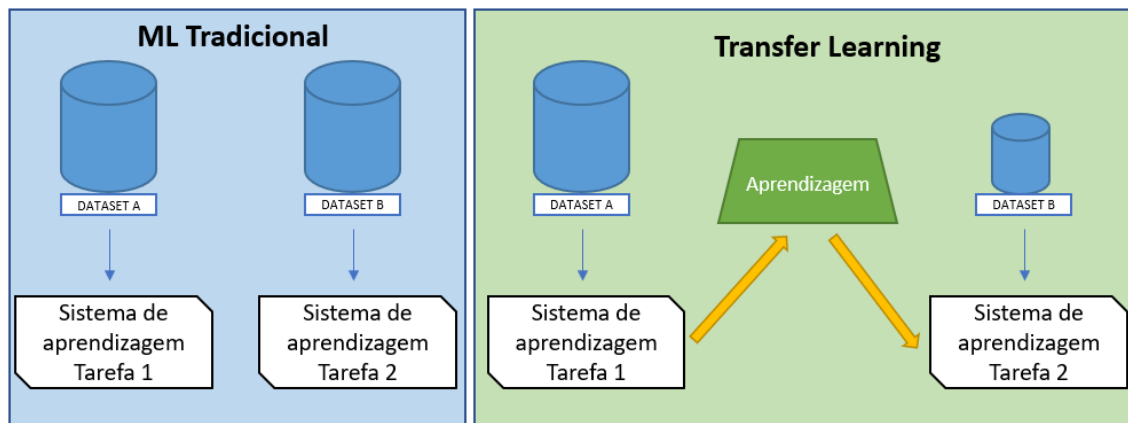 ML Tradicional
DATASET A
DATASET B
Sistema de
aprendizagem
Tarefa 1
Sistema de
aprendizagem
Tarefa 2
Transfer Learning
DATASET A
Aprendizagem
DATASET B
Sistema de
aprendizagem
Tarefa 1
Sistema de
aprendizagem
Tarefa 2